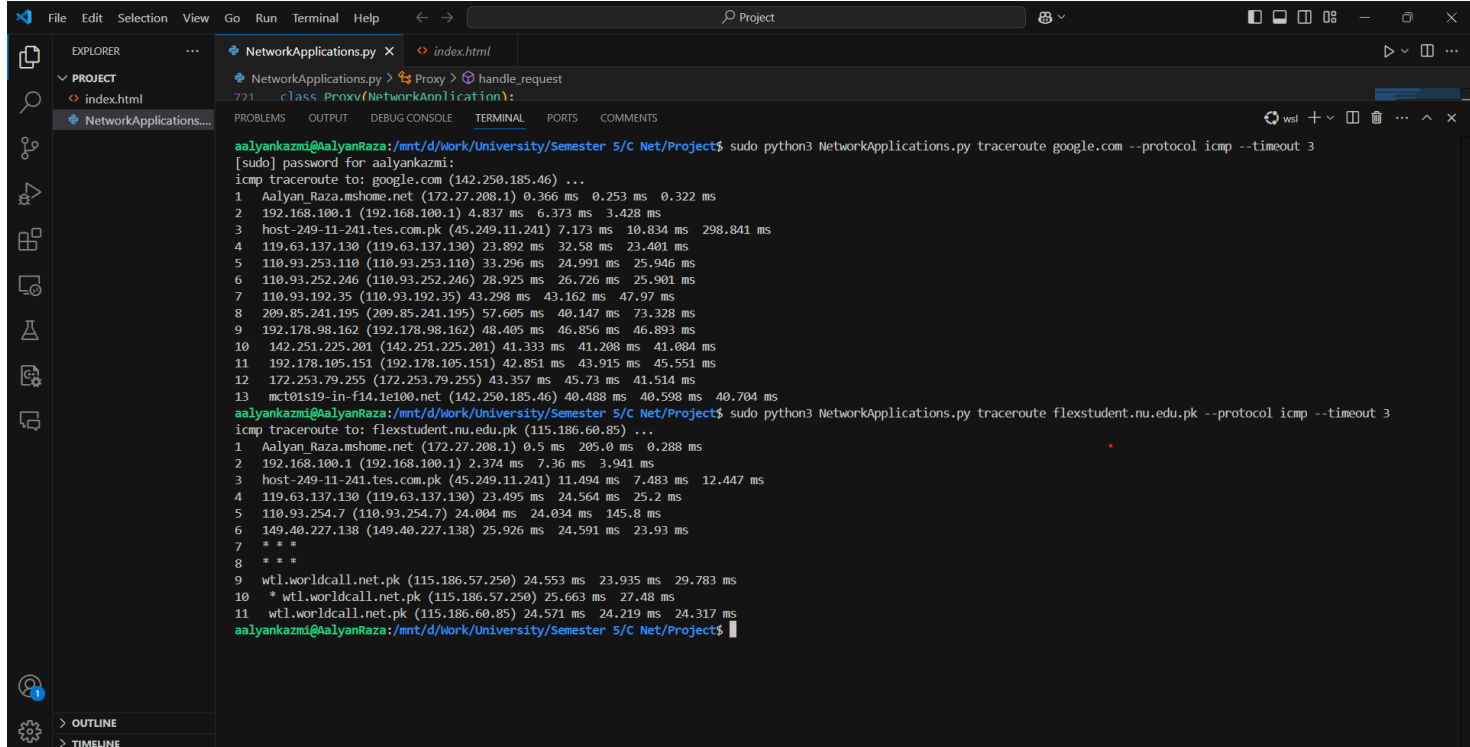 File Edit Selection View Go Run Terminal Help Project
EXPLORER
NetworkApplications.py index.html
PROJECT
NetworkApplications.py > Proxy > handle_request
index.html
721 class Proxy(NetworkApplication):
NetworkApplications....
PROBLEMS OUTPUT DEBUG CONSOLE TERMINAL PORTS COMMENTS wsl
aalyankazmi@AalyanRaza:/mnt/d/Work/University/Semester 5/C Net/Project$ sudo python3 NetworkApplications.py traceroute google.com --protocol icmp --timeout 3
[sudo] password for aalyankazmi:
icmp traceroute to: google.com (142.250.185.46) ...
1 Aalyan_Raza.mshome.net (172.27.208.1) 0.366 ms 0.253 ms 0.322 ms
2 192.168.100.1 (192.168.100.1) 4.837 ms 6.373 ms 3.428 ms
3 host-249-11-241.tes.com.pk (45.249.11.241) 7.173 ms 10.834 ms 298.841 ms
4 119.63.137.130 (119.63.137.130) 23.892 ms 32.58 ms 23.401 ms
5 110.93.253.110 (110.93.253.110) 33.296 ms 24.991 ms 25.946 ms
6 110.93.252.246 (110.93.252.246) 28.925 ms 26.726 ms 25.901 ms
7 110.93.192.35 (110.93.192.35) 43.298 ms 43.162 ms 47.97 ms
8 209.85.241.195 (209.85.241.195) 57.605 ms 40.147 ms 73.328 ms
9 192.178.98.162 (192.178.98.162) 48.405 ms 46.856 ms 46.893 ms
10 142.251.225.201 (142.251.225.201) 41.333 ms 41.208 ms 41.084 ms
11 192.178.105.151 (192.178.105.151) 42.851 ms 43.915 ms 45.551 ms
12 172.253.79.255 (172.253.79.255) 43.357 ms 45.73 ms 41.514 ms
13 mct01s19-in-f14.1e100.net (142.250.185.46) 40.488 ms 40.598 ms 40.704 ms
aalyankazmi@AalyanRaza:/mnt/d/Work/University/Semester 5/C Net/Project$ sudo python3 NetworkApplications.py traceroute flexstudent.nu.edu.pk --protocol icmp --timeout 3
icmp traceroute to: flexstudent.nu.edu.pk (115.186.60.85) ...
1 Aalyan_Raza.mshome.net (172.27.208.1) 0.5 ms 205.0 ms 0.288 ms
2 192.168.100.1 (192.168.100.1) 2.374 ms 7.36 ms 3.941 ms
3 host-249-11-241.tes.com.pk (45.249.11.241) 11.494 ms 7.483 ms 12.447 ms
4 119.63.137.130 (119.63.137.130) 23.495 ms 24.564 ms 25.2 ms
5 110.93.254.7 (110.93.254.7) 24.004 ms 24.034 ms 145.8 ms
6 149.40.227.138 (149.40.227.138) 25.926 ms 24.591 ms 23.93 ms
7 * * *
8 * * *
9 wtl.worldcall.net.pk (115.186.57.250) 24.553 ms 23.935 ms 29.783 ms
10 * wtl.worldcall.net.pk (115.186.57.250) 25.663 ms 27.48 ms
11 wtl.worldcall.net.pk (115.186.60.85) 24.571 ms 24.219 ms 24.317 ms
aalyankazmi@AalyanRaza:/mnt/d/Work/University/Semester 5/C Net/Project$
1
OUTLINE
TIMELINE